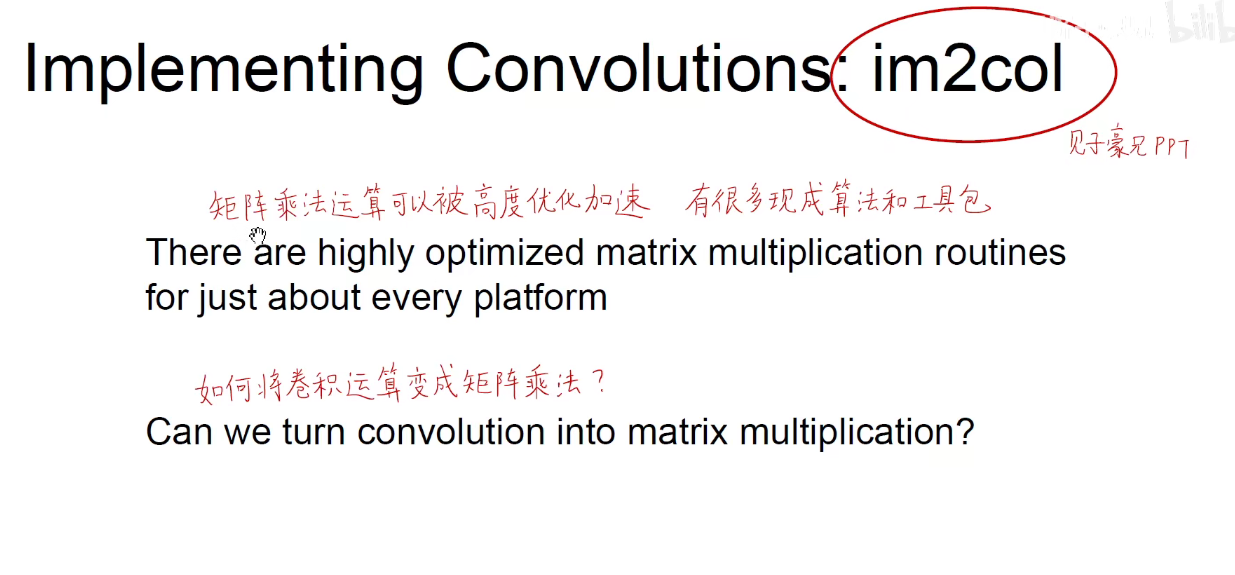 Implementing Convolutions: im2col
见子豪兄PPT
矩阵乘法运算可以被高度优化加速 有很多现成算法和工具包
There are highly optimized matrix multiplication routines
for just about every platform
如何将卷积运算变成矩阵乘法？
Can we turn convolution into matrix multiplication?